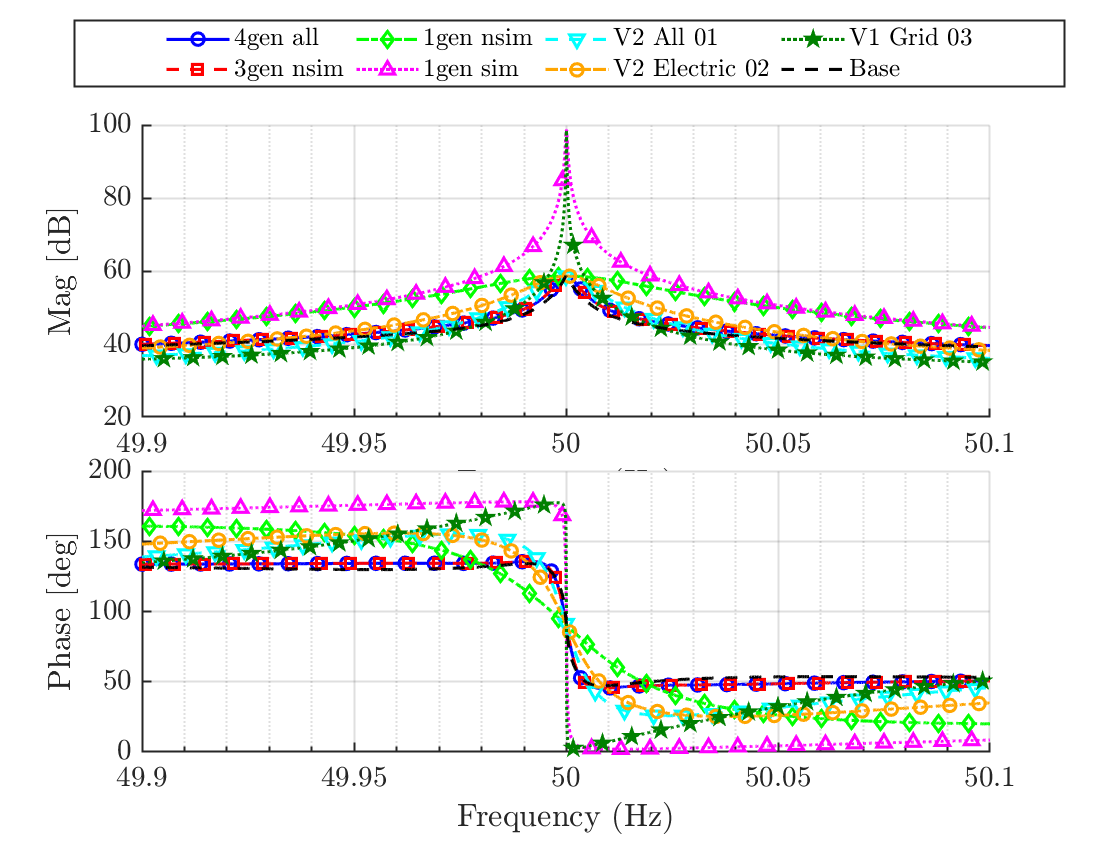 4gen all 1gen nsim V2 All 01 V1 Grid 03
3gen nsim 1gen sim V2 Electric 02 Base
100
80
60
40
20
Mag [dB]
49.9 49.95 50 50.05 50.1
200
150
100
50
0
Phase [deg]
49.9 49.95 50 50.05 50.1
Frequency (Hz)